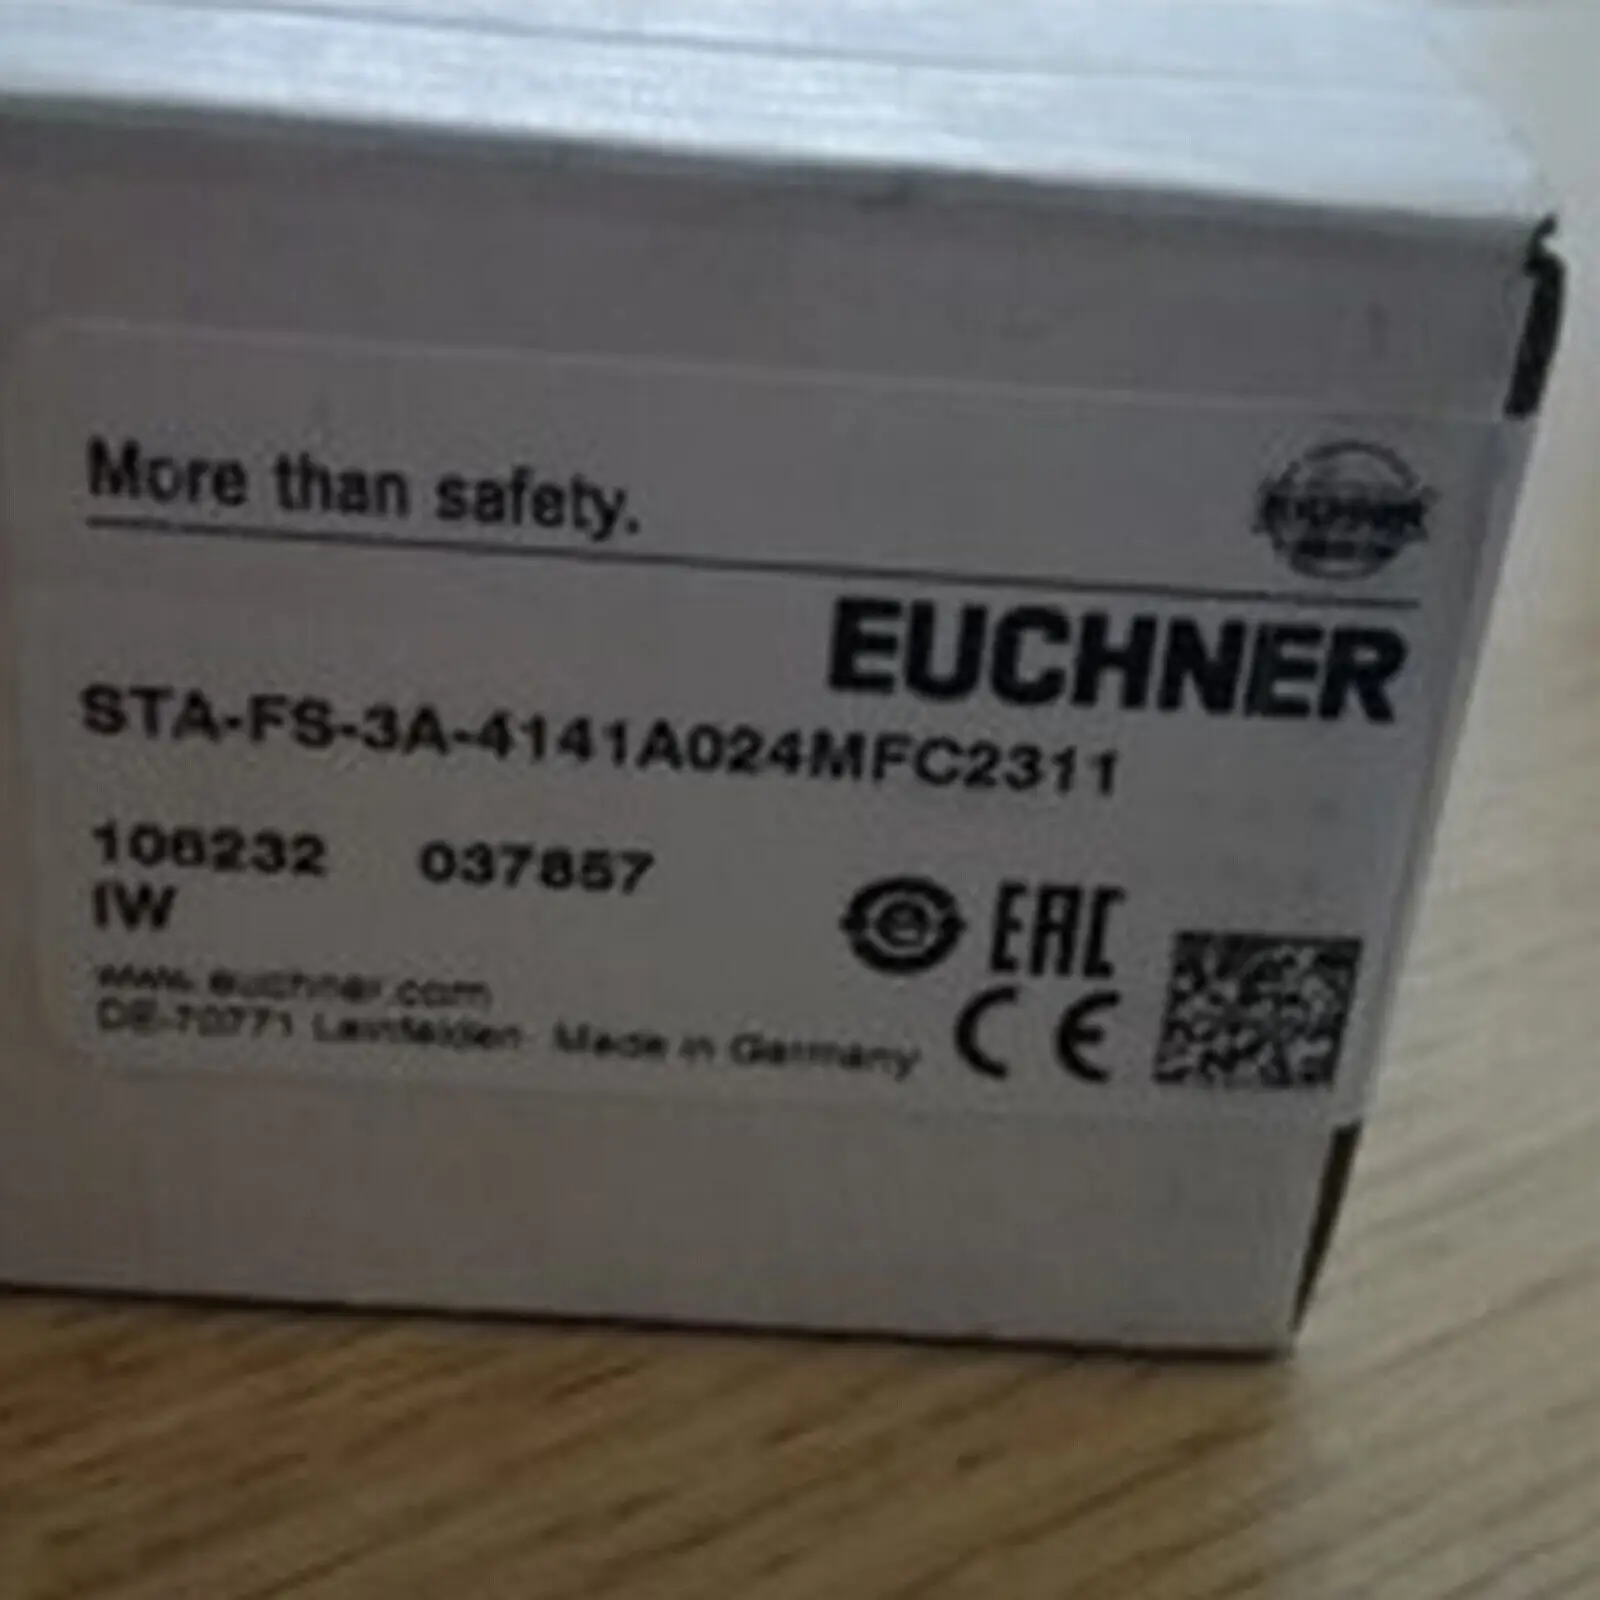 More than safety.
EUCHNER
EUCHNER
STA-FS-3A-4141A024MFC2311
106232 037857
IW
EAC
CE
www.euchner.com
DE-70771 Leinfelden Made in Germany